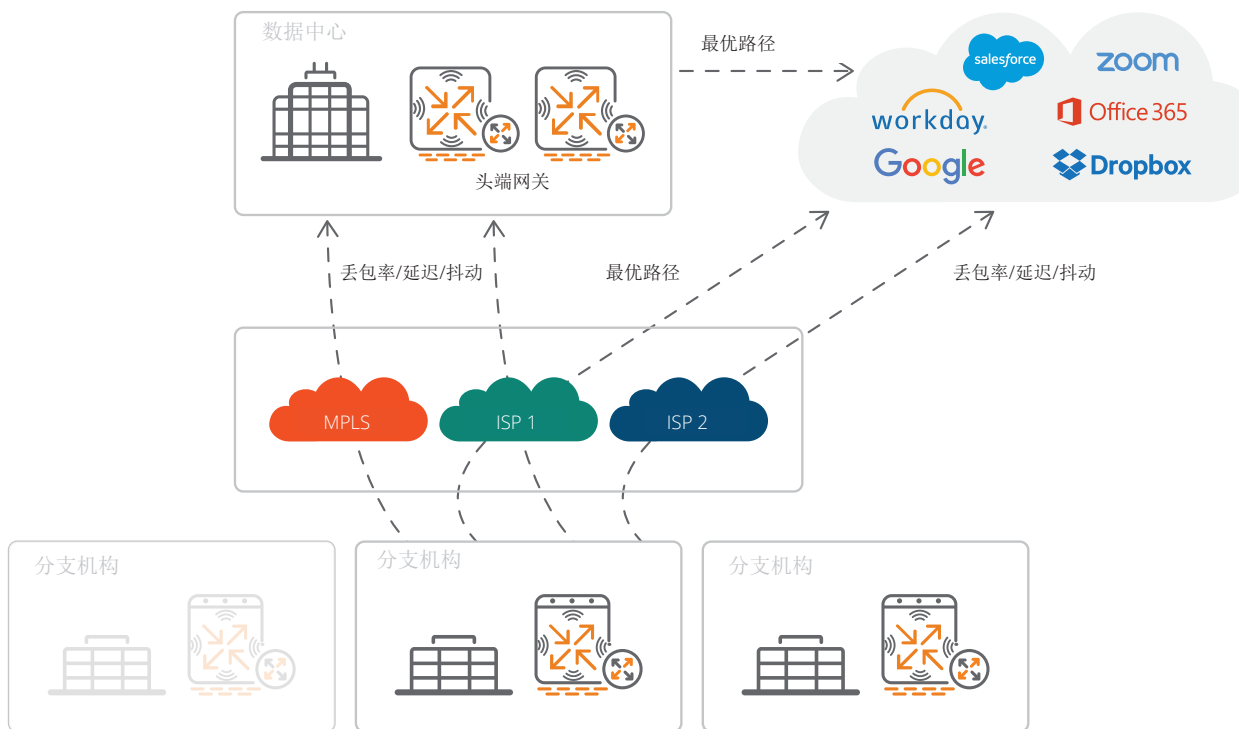 数据中心
最优路径
salesforce
zoom
workday.
Office 365
Google
Dropbox
头端网关
丢包率/延迟/抖动
最优路径
丢包率/延迟/抖动
MPLS
ISP 1
ISP 2
分支机构
分支机构
分支机构